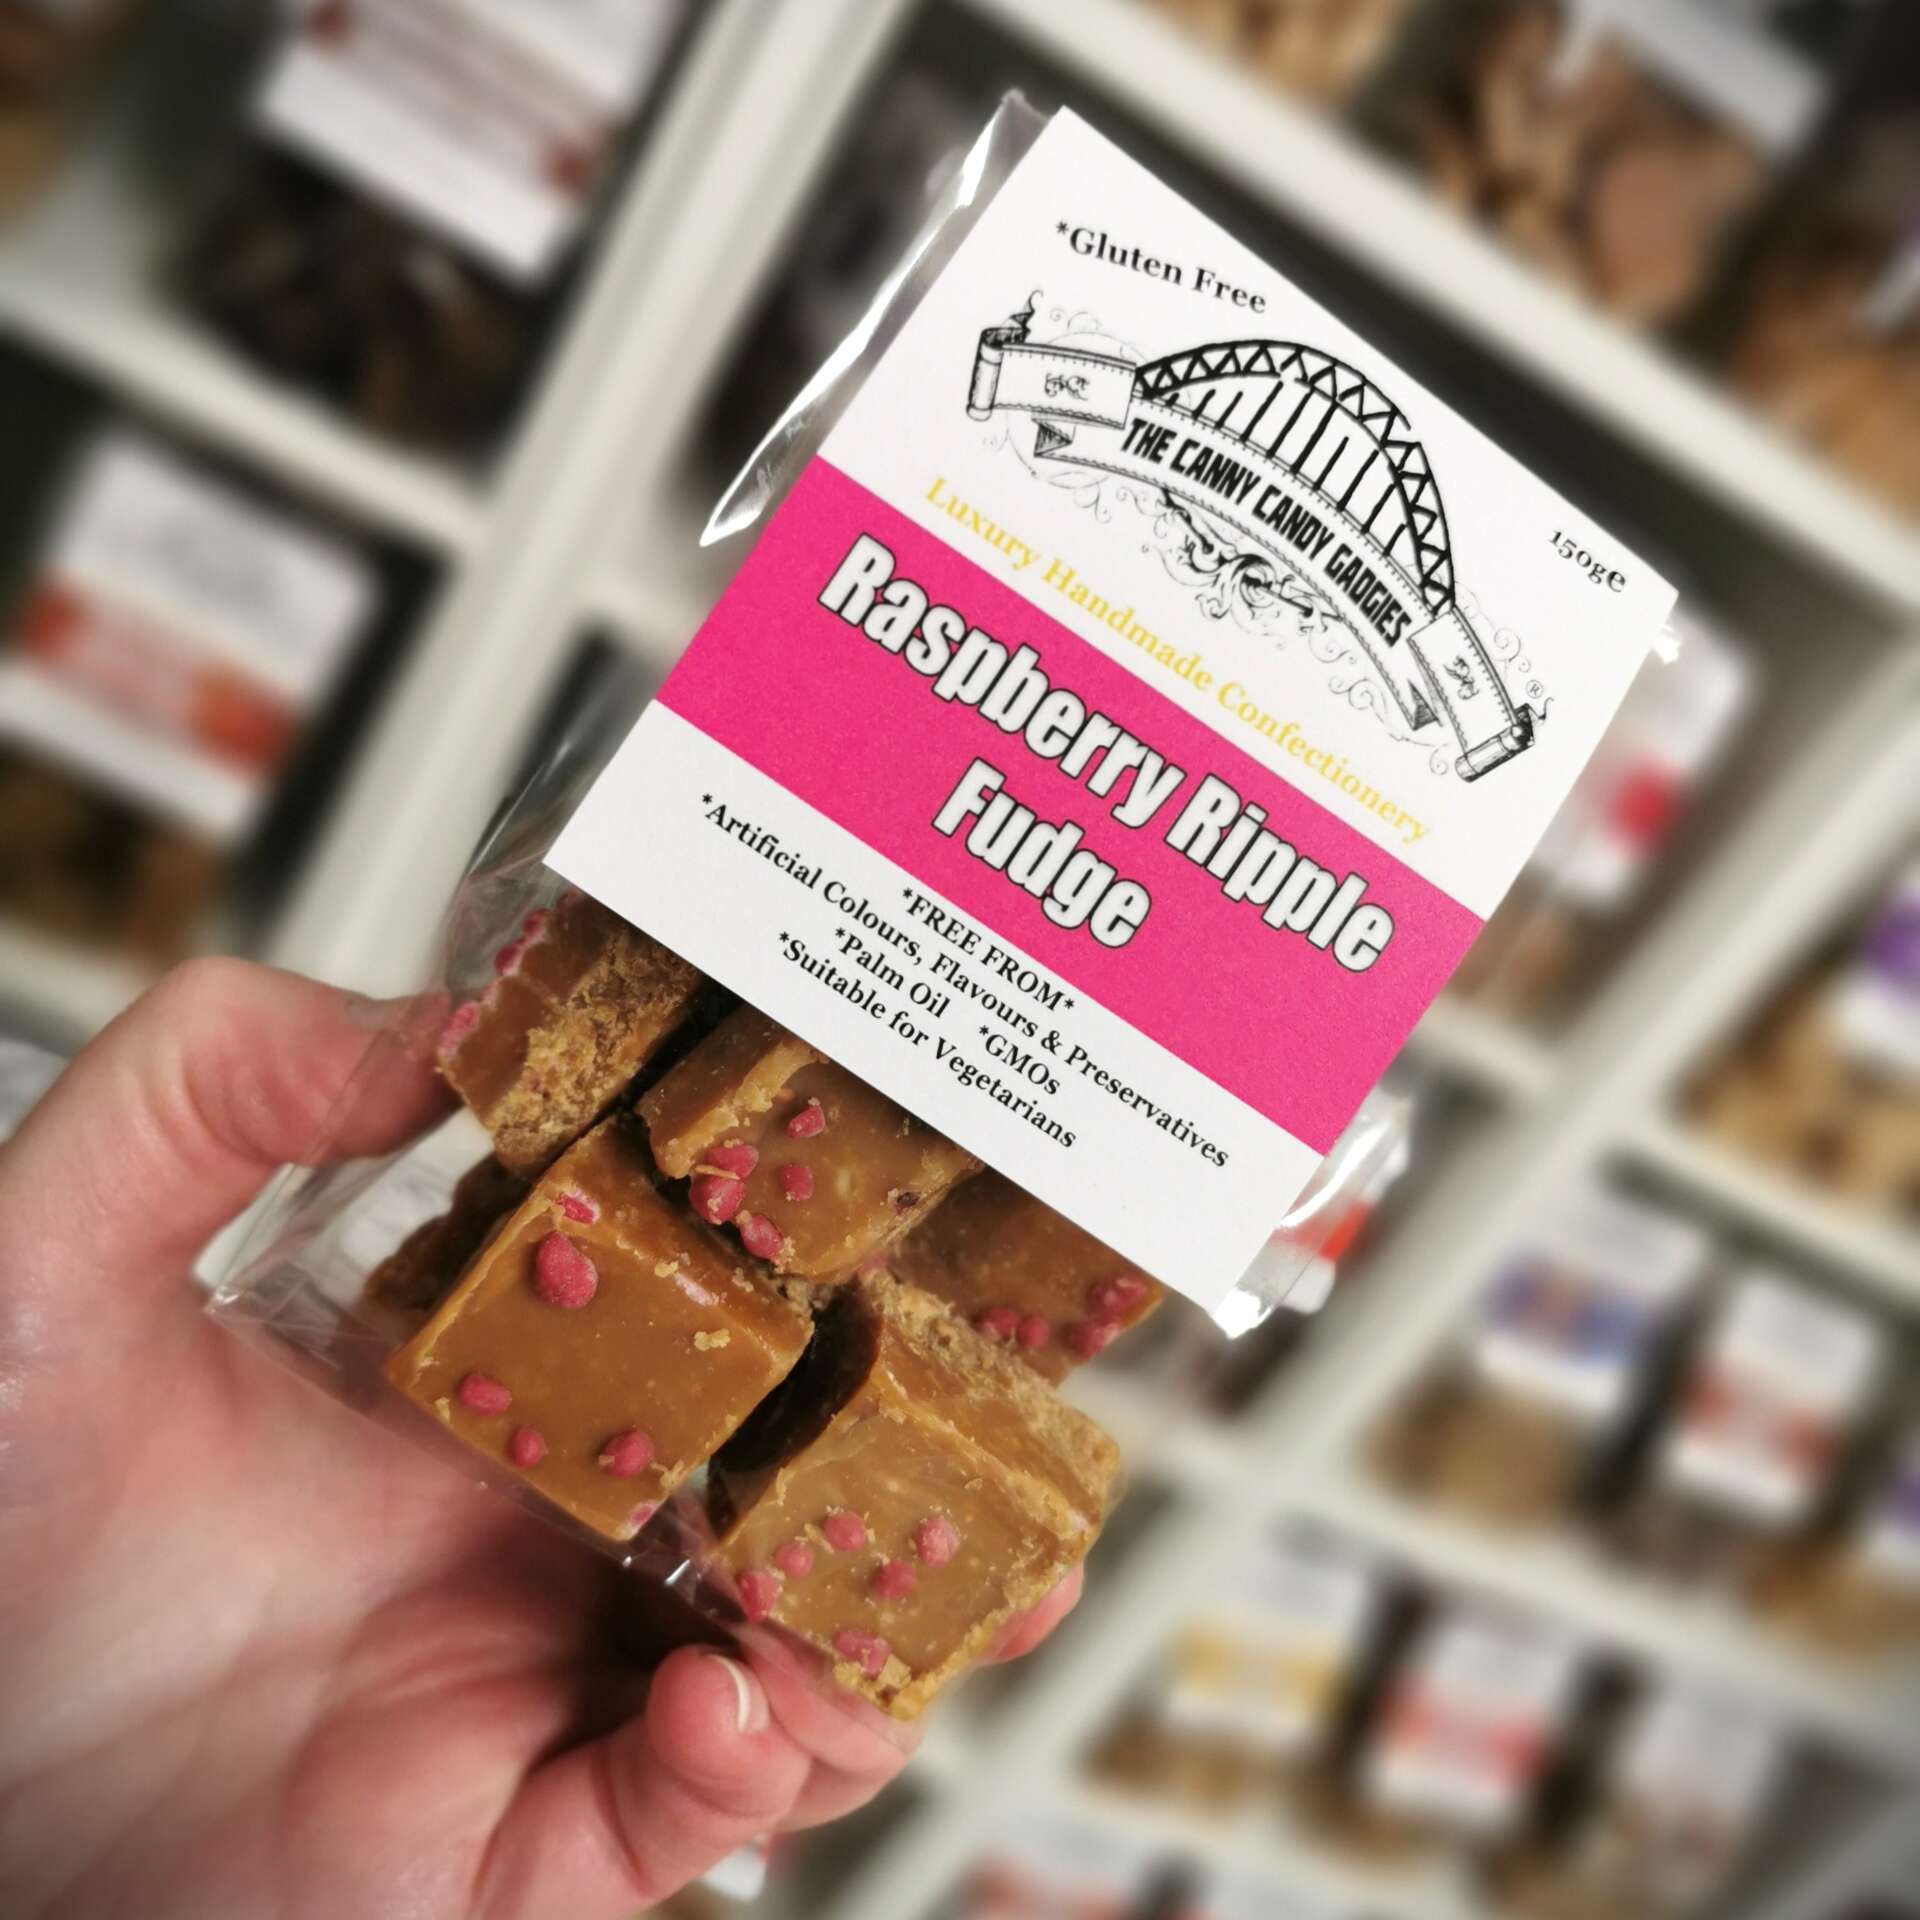 *Gluten Free
THE CANNY CANDY GADGIES
®
150g℮
Luxury Handmade Confectionery
Raspberry Ripple
Fudge
*FREE FROM*
*Artificial Colours, Flavours & Preservatives
*Palm Oil *GMOs
*Suitable for Vegetarians